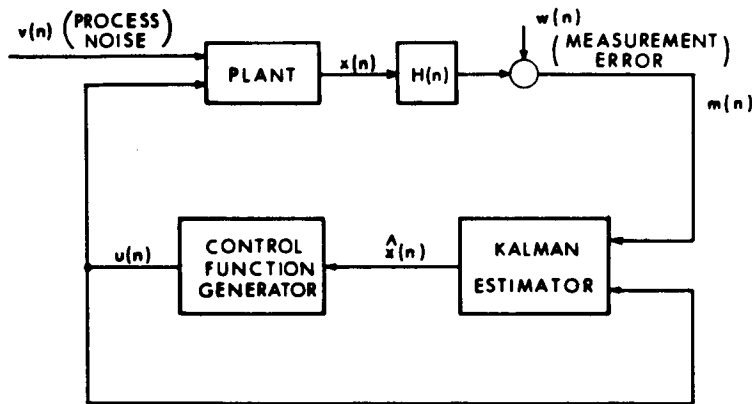 v(n) (PROCESS
NOISE)
PLANT
x(n)
H(n)
w(n)
(MEASUREMENT
ERROR)
m(n)
u(n)
CONTROL
FUNCTION
GENERATOR
x̂(n)
KALMAN
ESTIMATOR